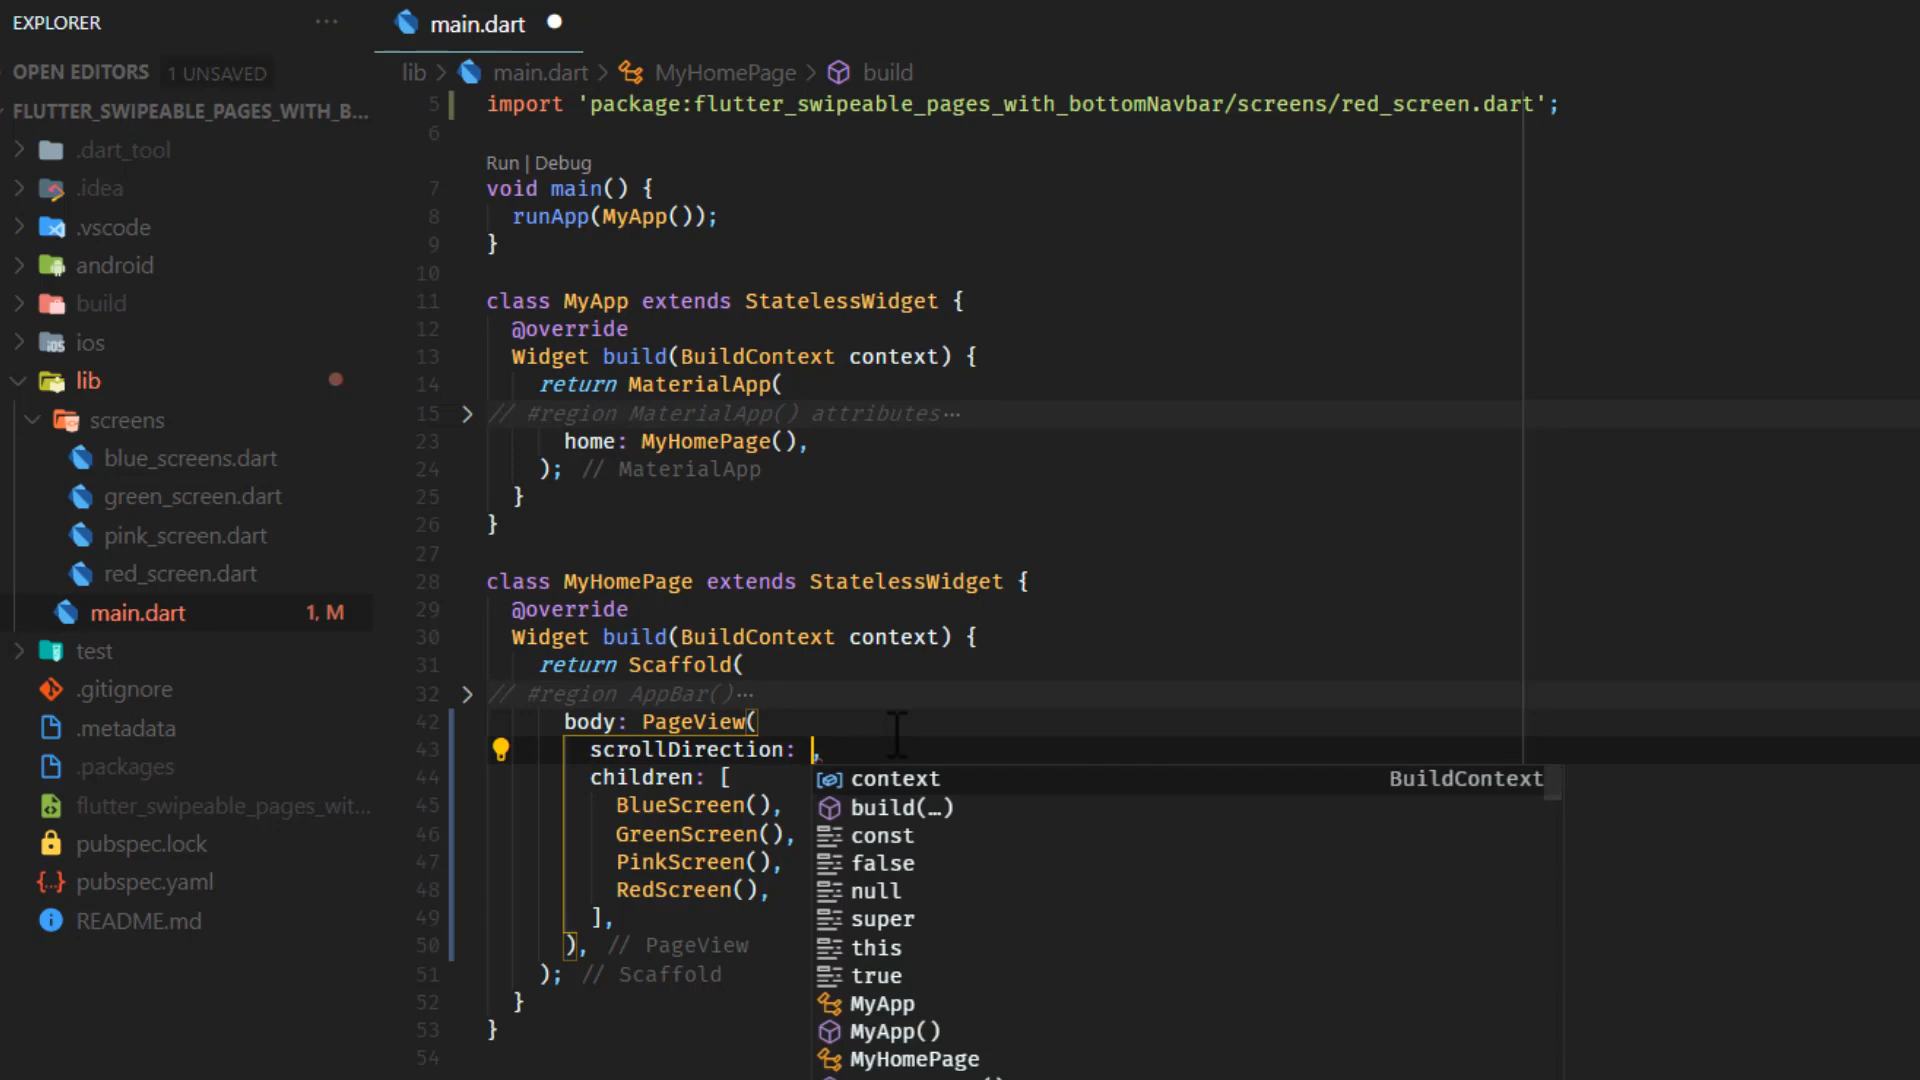 EXPLORER
OPEN EDITORS 1 UNSAVED
FLUTTER_SWIPEABLE_PAGES_WITH_B...
.dart_tool
.idea
.vscode
android
build
ios
lib
screens
blue_screens.dart
green_screen.dart
pink_screen.dart
red_screen.dart
main.dart 1, M
test
.gitignore
.metadata
.packages
flutter_swipeable_pages_wit...
pubspec.lock
pubspec.yaml
README.md
main.dart
lib > main.dart > MyHomePage > build
5 import 'package:flutter_swipeable_pages_with_bottomNavbar/screens/red_screen.dart';
6
Run | Debug
7 void main() {
8 runApp(MyApp());
9 }
10
11 class MyApp extends StatelessWidget {
12 @override
13 Widget build(BuildContext context) {
14 return MaterialApp(
15 // #region MaterialApp() attributes…
23 home: MyHomePage(),
24 ); // MaterialApp
25 }
26 }
27
28 class MyHomePage extends StatelessWidget {
29 @override
30 Widget build(BuildContext context) {
31 return Scaffold(
32 // #region AppBar()…
42 body: PageView(
43 scrollDirection: ,
44 children: [
45 BlueScreen(),
46 GreenScreen(),
47 PinkScreen(),
48 RedScreen(),
49 ],
50 ), // PageView
51 ); // Scaffold
52 }
53 }
54
context BuildContext
build(…)
const
false
null
super
this
true
MyApp
MyApp()
MyHomePage